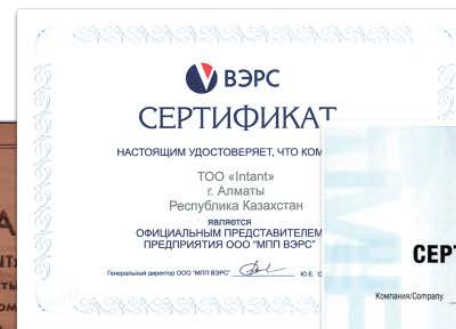 ВЭРС
СЕРТИФИКАТ
НАСТОЯЩИМ УДОСТОВЕРЯЕТ, ЧТО
ТОО «Intant»
г. Алматы
Республика Казахстан
ЯВЛЯЕТСЯ
ОФИЦИАЛЬНЫМ ПРЕДСТАВИТЕЛЕМ
ПРЕДПРИЯТИЯ ООО "МПП ВЭРС"
Генеральный директор ООО "МПП ВЭРС"
Ю.Б.
СЕРТ
Компания/Company